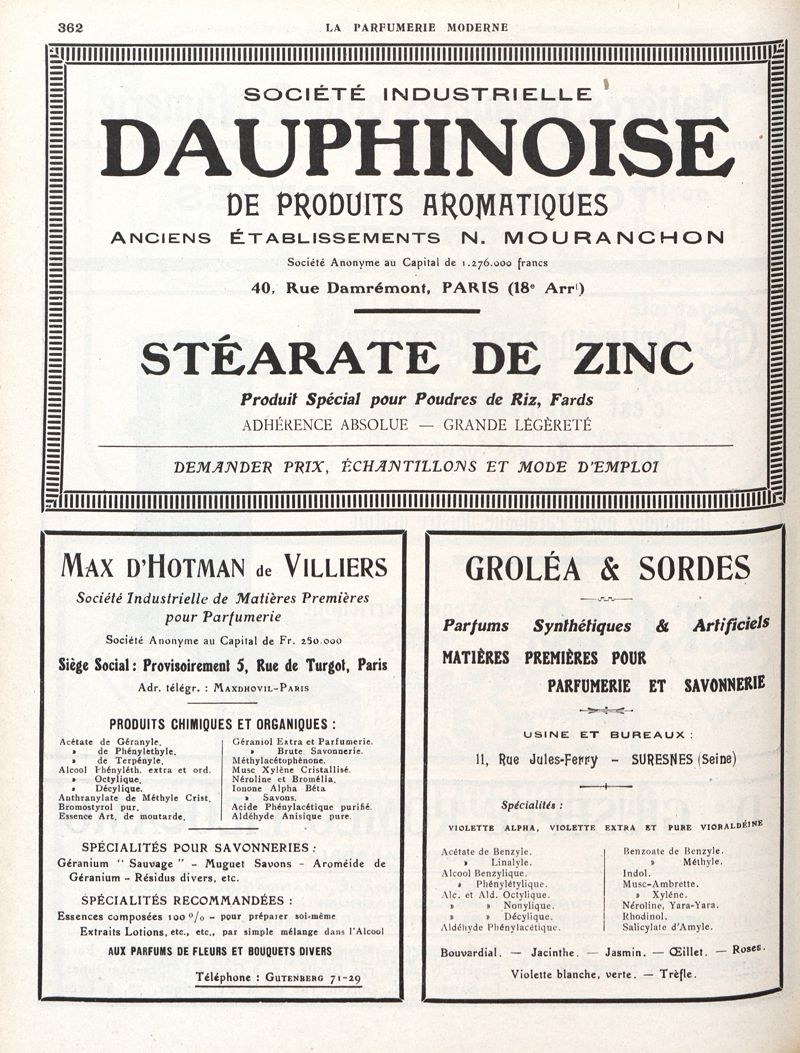 362
LA PARFUMERIE MODERNE
SOCIÉTÉ INDUSTRIELLE
DAUPHINOISE
DE PRODUITS AROMATIQUES
ANCIENS ÉTABLISSEMENTS N. MOURANCHON
Société Anonyme au Capital de 1.276.000 francs
40, Rue Damrémont, PARIS (18e Arrt)
STÉARATE DE ZINC
Produit Spécial pour Poudres de Riz, Fards
ADHÉRENCE ABSOLUE — GRANDE LÉGÈRETÉ
DEMANDER PRIX, ÉCHANTILLONS ET MODE D'EMPLOI
MAX D'HOTMAN de VILLIERS
Société Industrielle de Matières Premières
pour Parfumerie
Société Anonyme au Capital de Fr. 250.000
Siège Social : Provisoirement 5, Rue de Turgot, Paris
Adr. télégr. : MAXDHOVIL-PARIS
PRODUITS CHIMIQUES ET ORGANIQUES :
Acétate de Géranyle.
» de Phényléthyle.
» de Terpényle.
Alcool Phényléth. extra et ord.
» Octylique.
» Décylique.
Anthranylate de Méthyle Crist.
Bromostyrol pur.
Essence Art. de moutarde.
Géraniol Extra et Parfumerie.
» Brute Savonnerie.
Méthylacétophénone.
Musc Xylène Cristallisé.
Néroline et Bromélia.
Ionone Alpha Béta
» Savons.
Acide Phénylacétique purifié.
Aldéhyde Anisique pure.
SPÉCIALITÉS POUR SAVONNERIES :
Géranium " Sauvage " - Muguet Savons - Aroméide de
Géranium - Résidus divers, etc.
SPÉCIALITÉS RECOMMANDÉES :
Essences composées 100 % - pour préparer soi-même
Extraits Lotions, etc., etc., par simple mélange dans l'Alcool
AUX PARFUMS DE FLEURS ET BOUQUETS DIVERS
Téléphone : GUTENBERG 71-29
GROLÉA & SORDES
Parfums Synthétiques & Artificiels
MATIÈRES PREMIÈRES POUR
PARFUMERIE ET SAVONNERIE
USINE ET BUREAUX :
11, Rue Jules-Ferry - SURESNES (Seine)
Spécialités :
VIOLETTE ALPHA, VIOLETTE EXTRA ET PURE VIORALDÉINE
Acétate de Benzyle.
» Linalyle.
Alcool Benzylique.
» Phénylétylique.
Alc. et Ald. Octylique.
» » Nonylique.
» » Décylique.
Aldéhyde Phénylacétique.
Benzoate de Benzyle.
» Méthyle.
Indol.
Musc-Ambrette.
» Xylène.
Néroline, Yara-Yara.
Rhodinol.
Salicylate d'Amyle.
Bouvardial. — Jacinthe. — Jasmin. — Œillet. — Roses.
Violette blanche, verte. — Trèfle.